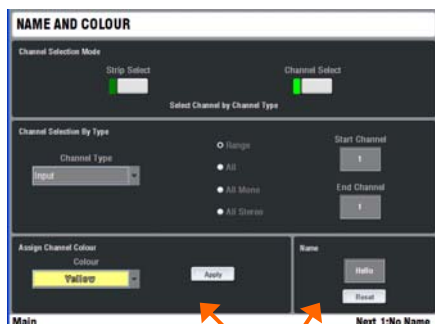 NAME AND COLOUR
Channel Selection Mode
Strip Select
Channel Select
Select Channel by Channel Type
Channel Selection By Type
Channel Type
Input
Range
All
All Mono
All Stereo
Start Channel
1
End Channel
1
Assign Channel Colour
Colour
Yellow
Apply
Name
Hello
Reset
Main
Next 1:No Name